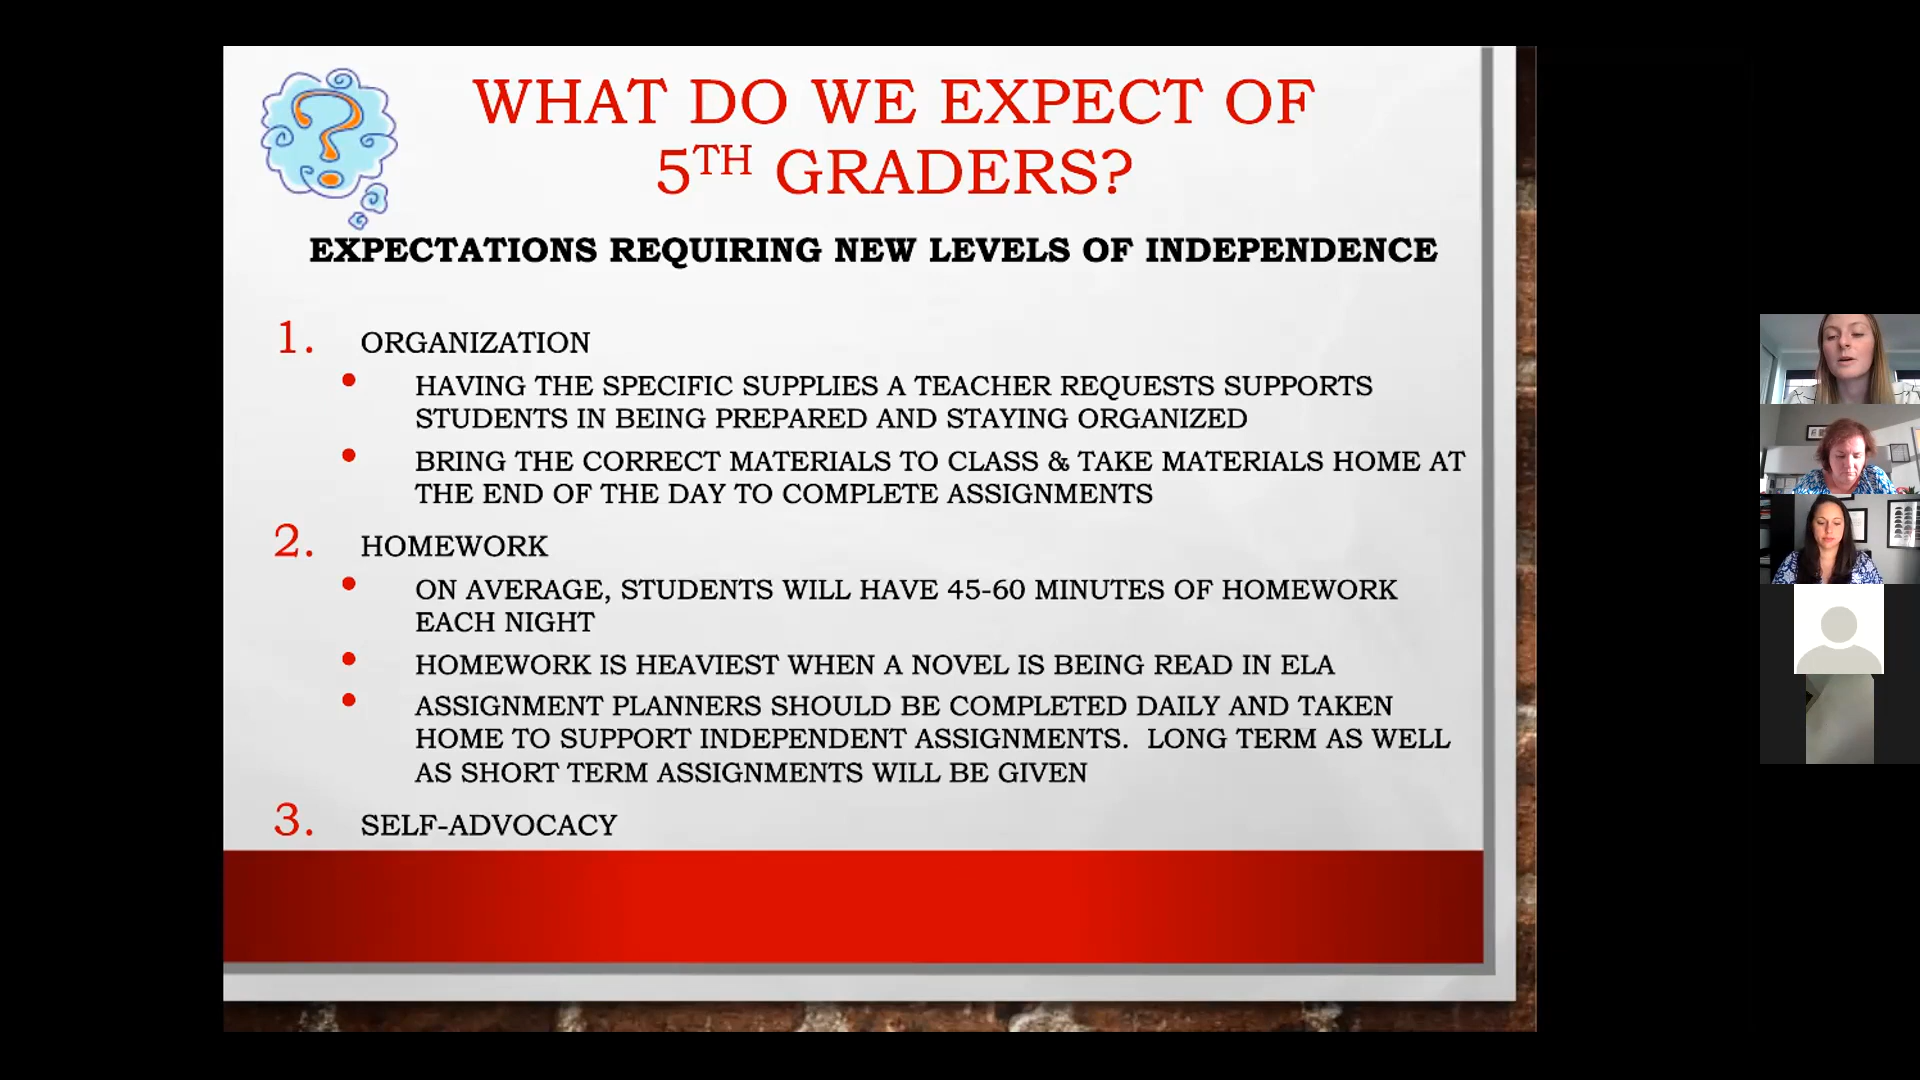 WHAT DO WE EXPECT OF
5TH GRADERS?
EXPECTATIONS REQUIRING NEW LEVELS OF INDEPENDENCE
1. ORGANIZATION
• HAVING THE SPECIFIC SUPPLIES A TEACHER REQUESTS SUPPORTS
STUDENTS IN BEING PREPARED AND STAYING ORGANIZED
• BRING THE CORRECT MATERIALS TO CLASS & TAKE MATERIALS HOME AT
THE END OF THE DAY TO COMPLETE ASSIGNMENTS
2. HOMEWORK
• ON AVERAGE, STUDENTS WILL HAVE 45-60 MINUTES OF HOMEWORK
EACH NIGHT
• HOMEWORK IS HEAVIEST WHEN A NOVEL IS BEING READ IN ELA
• ASSIGNMENT PLANNERS SHOULD BE COMPLETED DAILY AND TAKEN
HOME TO SUPPORT INDEPENDENT ASSIGNMENTS. LONG TERM AS WELL
AS SHORT TERM ASSIGNMENTS WILL BE GIVEN
3. SELF-ADVOCACY